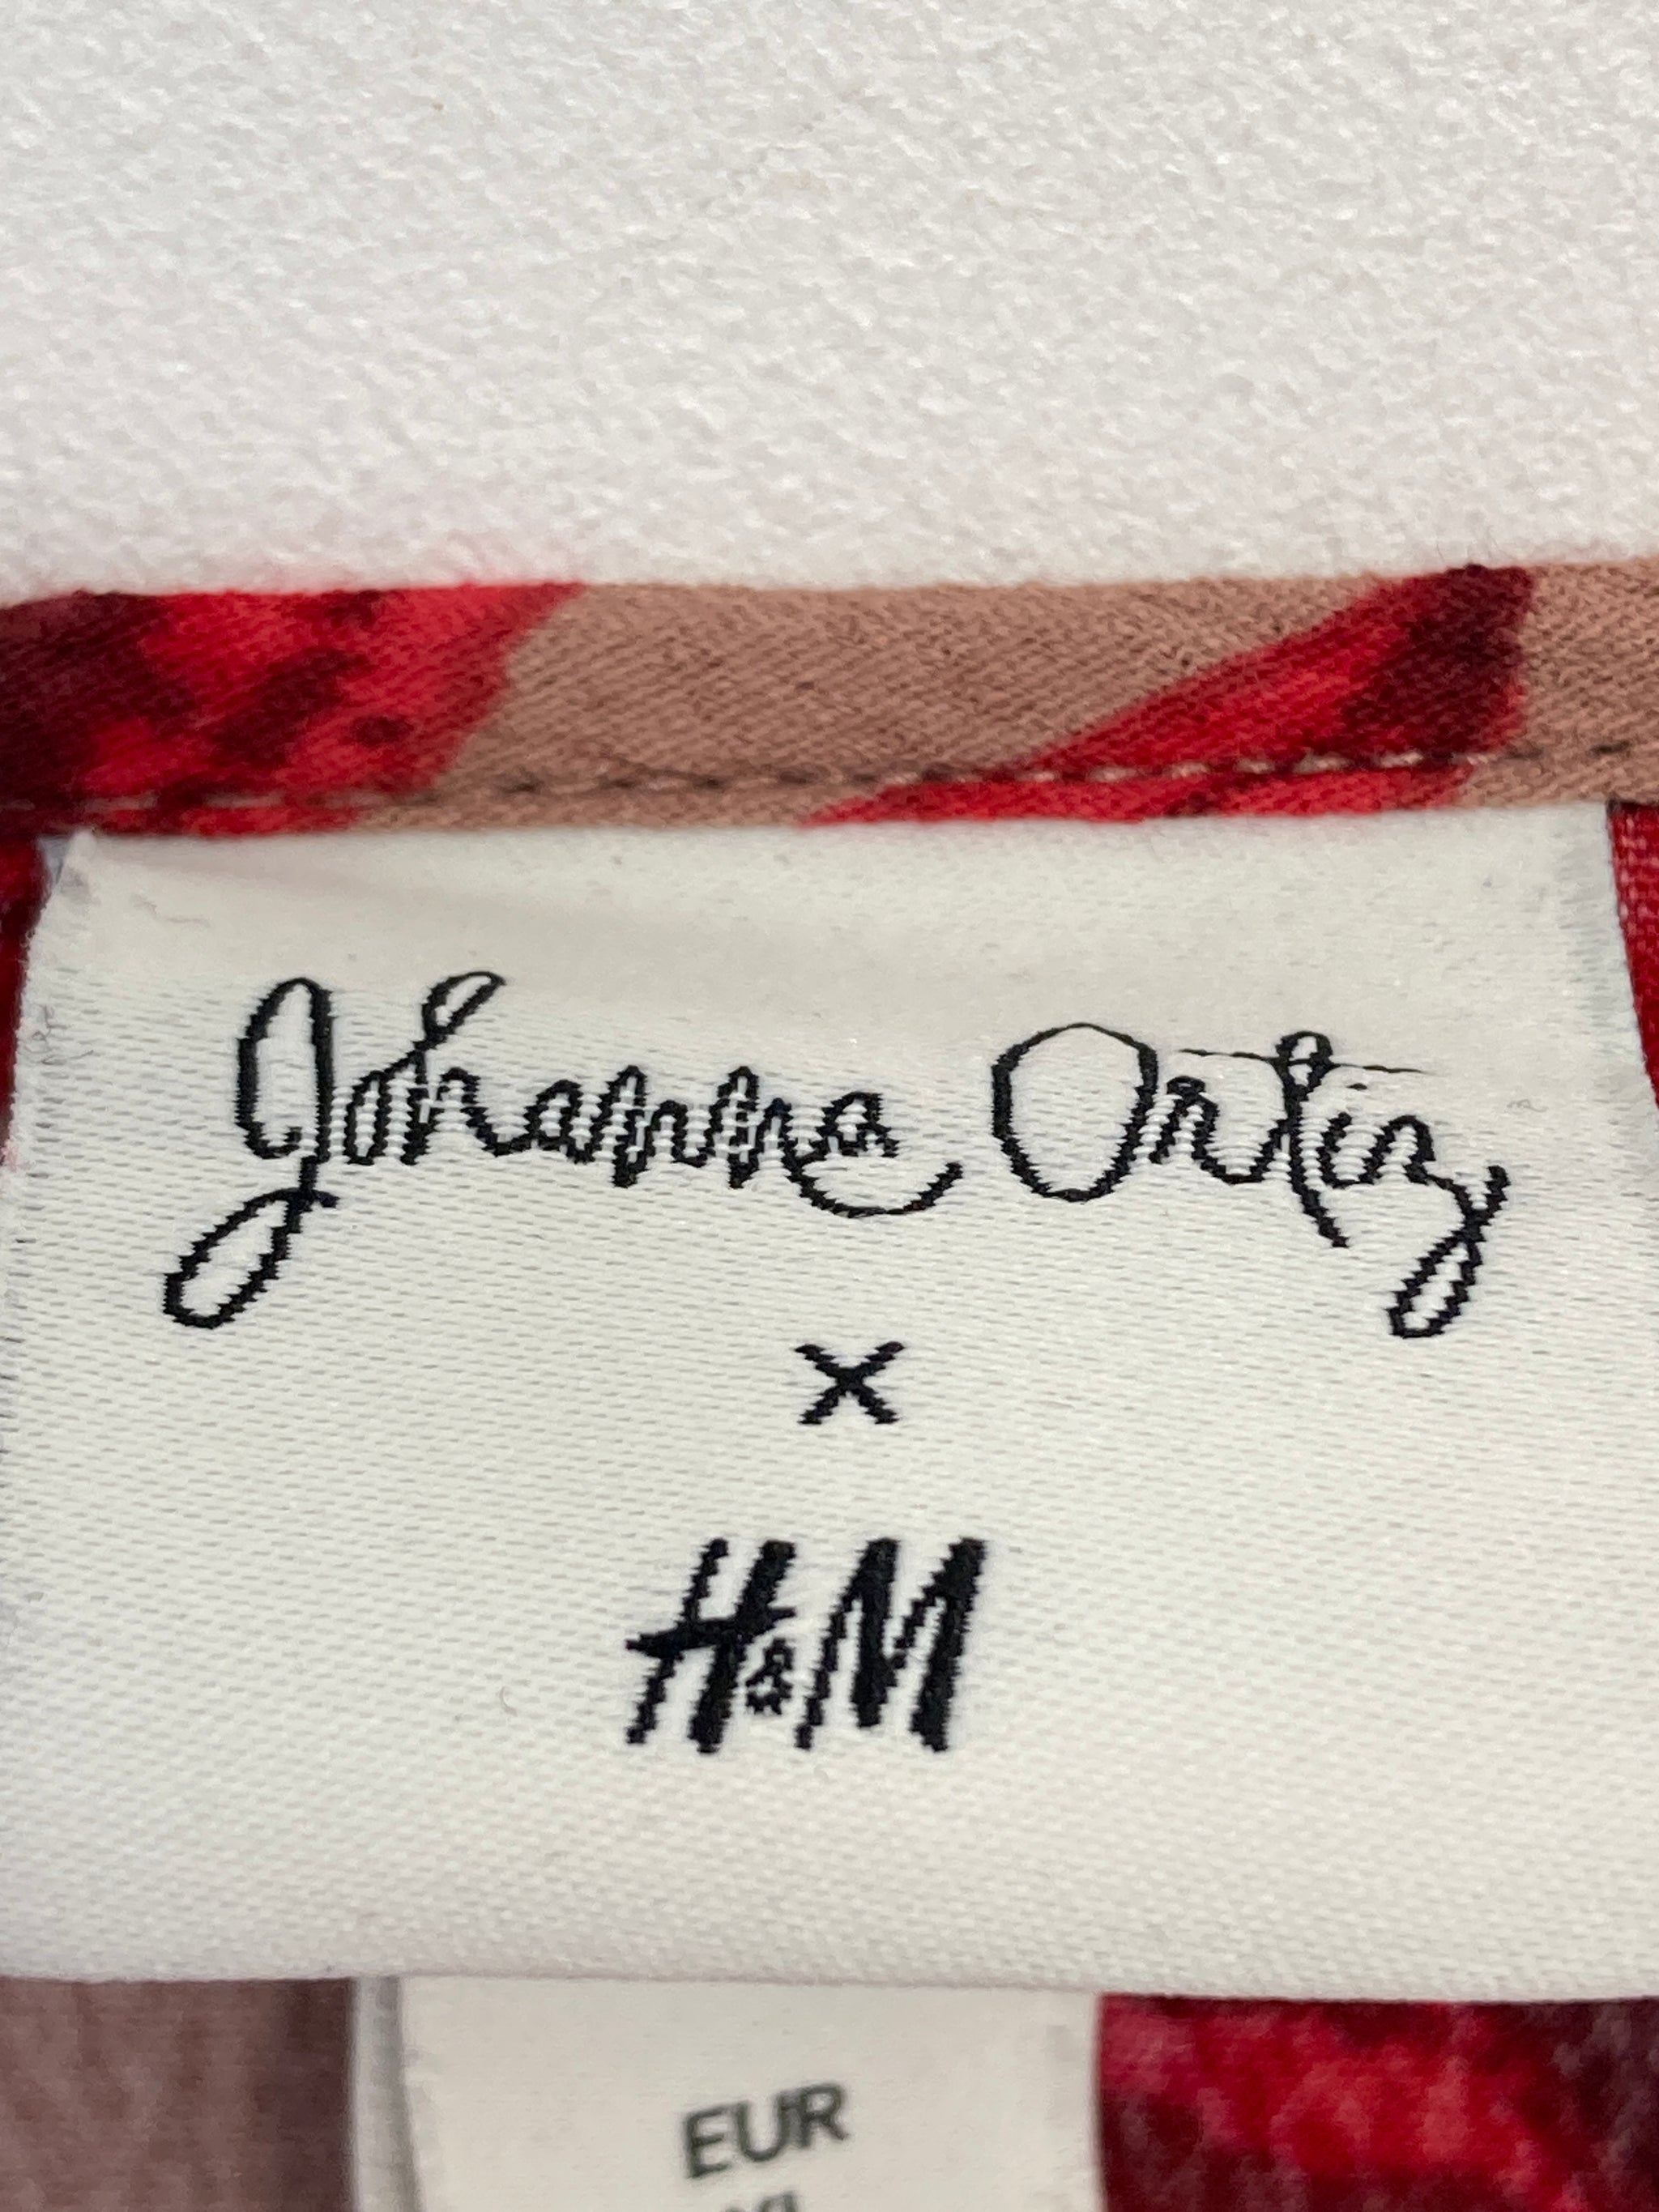 Johanna Ortiz
×
H&M
EUR